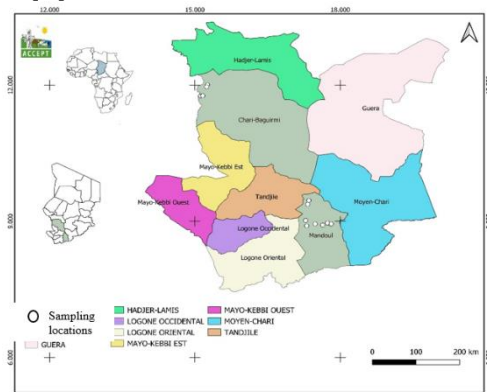 12.000 15.000 18.000
ACCEPT
12.000
Hadjer-Lamis
Guera
Chari-Baguirmi
Mayo-Kebbi Est
Mayo-Kebbi Ouest
Tandjile
Moyen-Chari
9.000
Logone Occidental
Mandoul
Logone Oriental
Sampling
locations
GUERA
HADJER-LAMIS
LOGONE OCCIDENTAL
LOGONE ORIENTAL
MAYO-KEBBI EST
MAYO-KEBBI OUEST
MOYEN-CHARI
TANDJILE
6.000
0 100 200 km